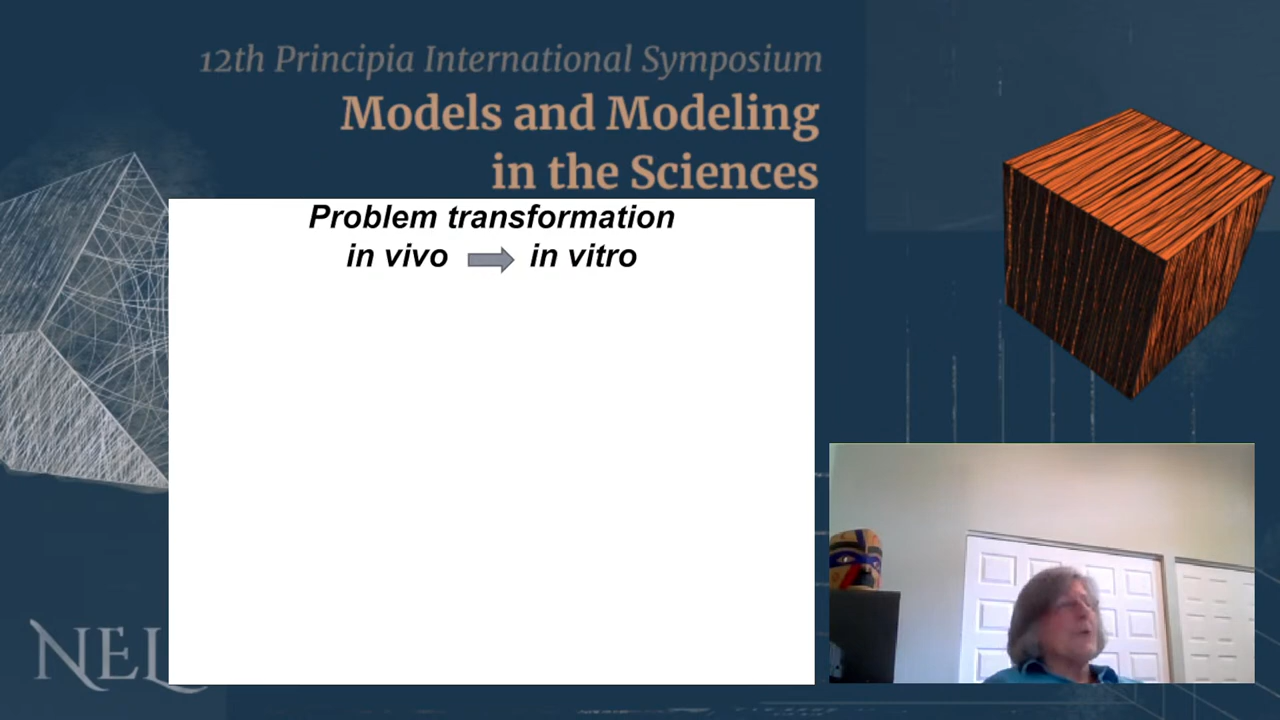 12th Principia International Symposium
Models and Modeling
in the Sciences
Problem transformation
in vivo in vitro
NEL